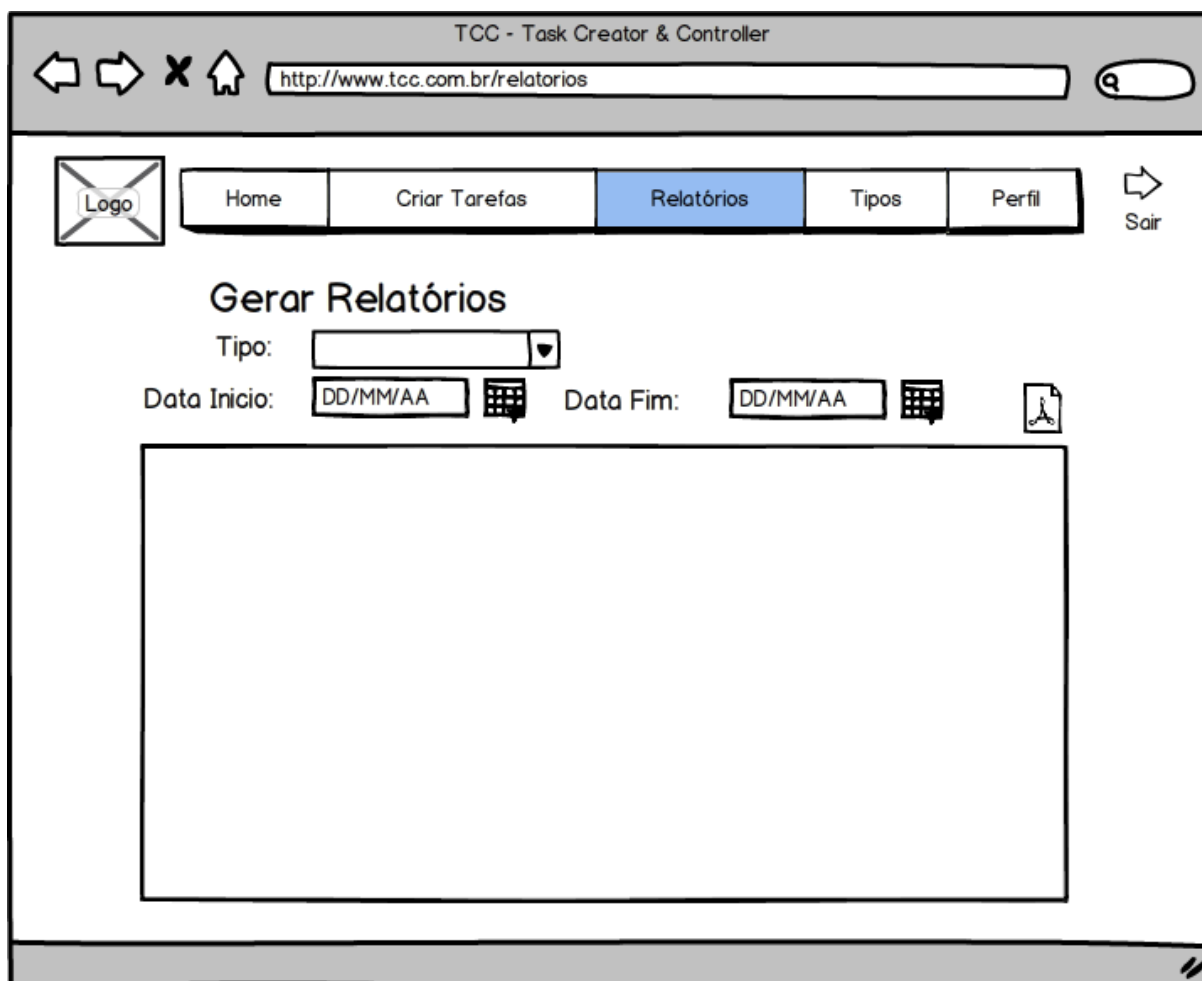 TCC - Task Creator & Controller
http://www.tcc.com.br/relatorios
Logo
Home Criar Tarefas Relatórios Tipos Perfil
Sair
Gerar Relatórios
Tipo:
Data Inicio: DD/MM/AA Data Fim: DD/MM/AA